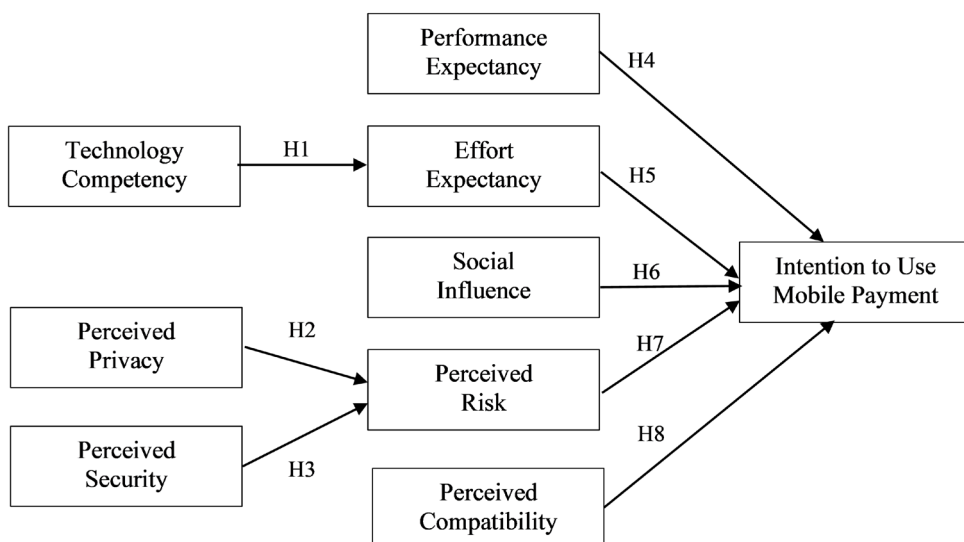 Performance
Expectancy
H4
Technology
Competency
H1
Effort
Expectancy
H5
Social
Influence
H6
Intention to Use
Mobile Payment
Perceived
Privacy
H2
Perceived
Risk
H7
Perceived
Security
H3
H8
Perceived
Compatibility